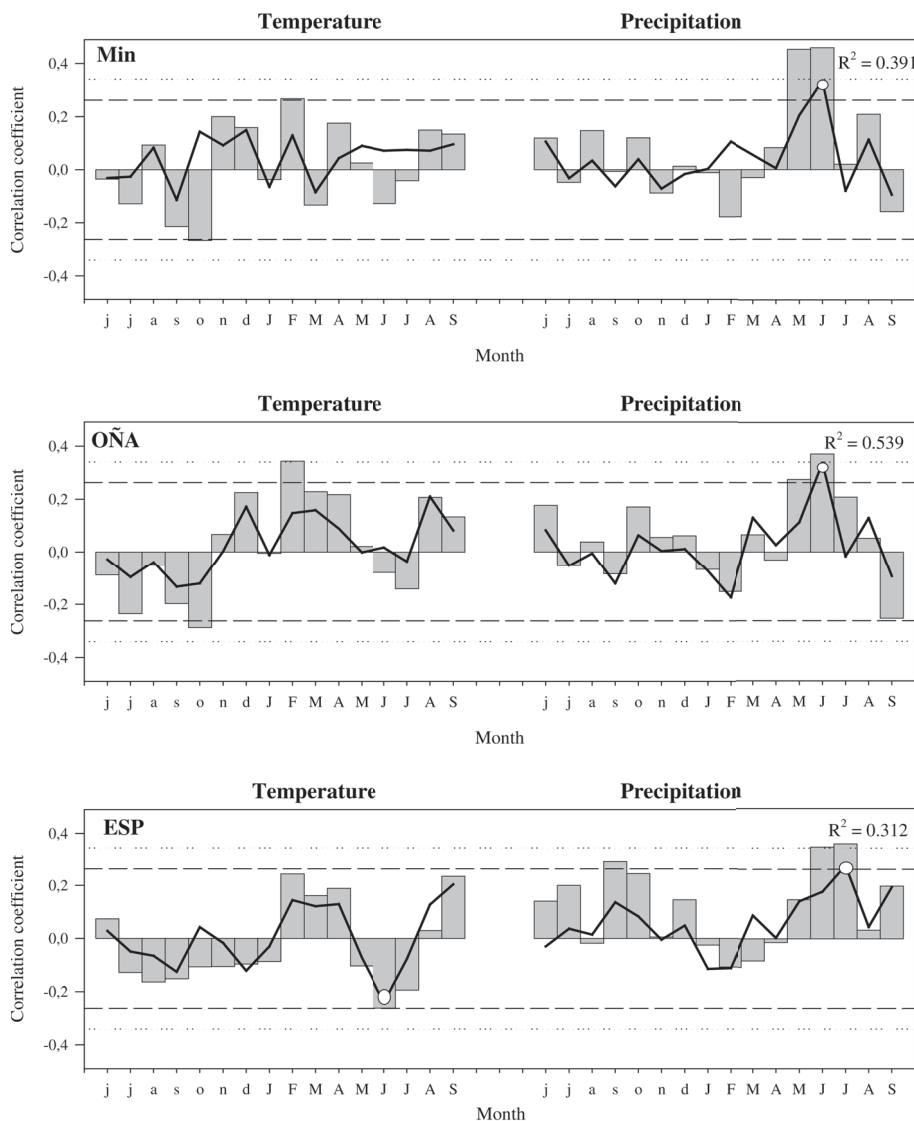 Temperature Precipitation
Min
R² = 0.391
0,4
0,2
0,0
-0,2
-0,4
Correlation coefficient
j j a s o n d J F M A M J J A S j j a s o n d J F M A M J J A S
Month
Temperature Precipitation
OÑA
R² = 0.539
0,4
0,2
0,0
-0,2
-0,4
Correlation coefficient
j j a s o n d J F M A M J J A S j j a s o n d J F M A M J J A S
Month
Temperature Precipitation
ESP
R² = 0.312
0,4
0,2
0,0
-0,2
-0,4
Correlation coefficient
j j a s o n d J F M A M J J A S j j a s o n d J F M A M J J A S
Month